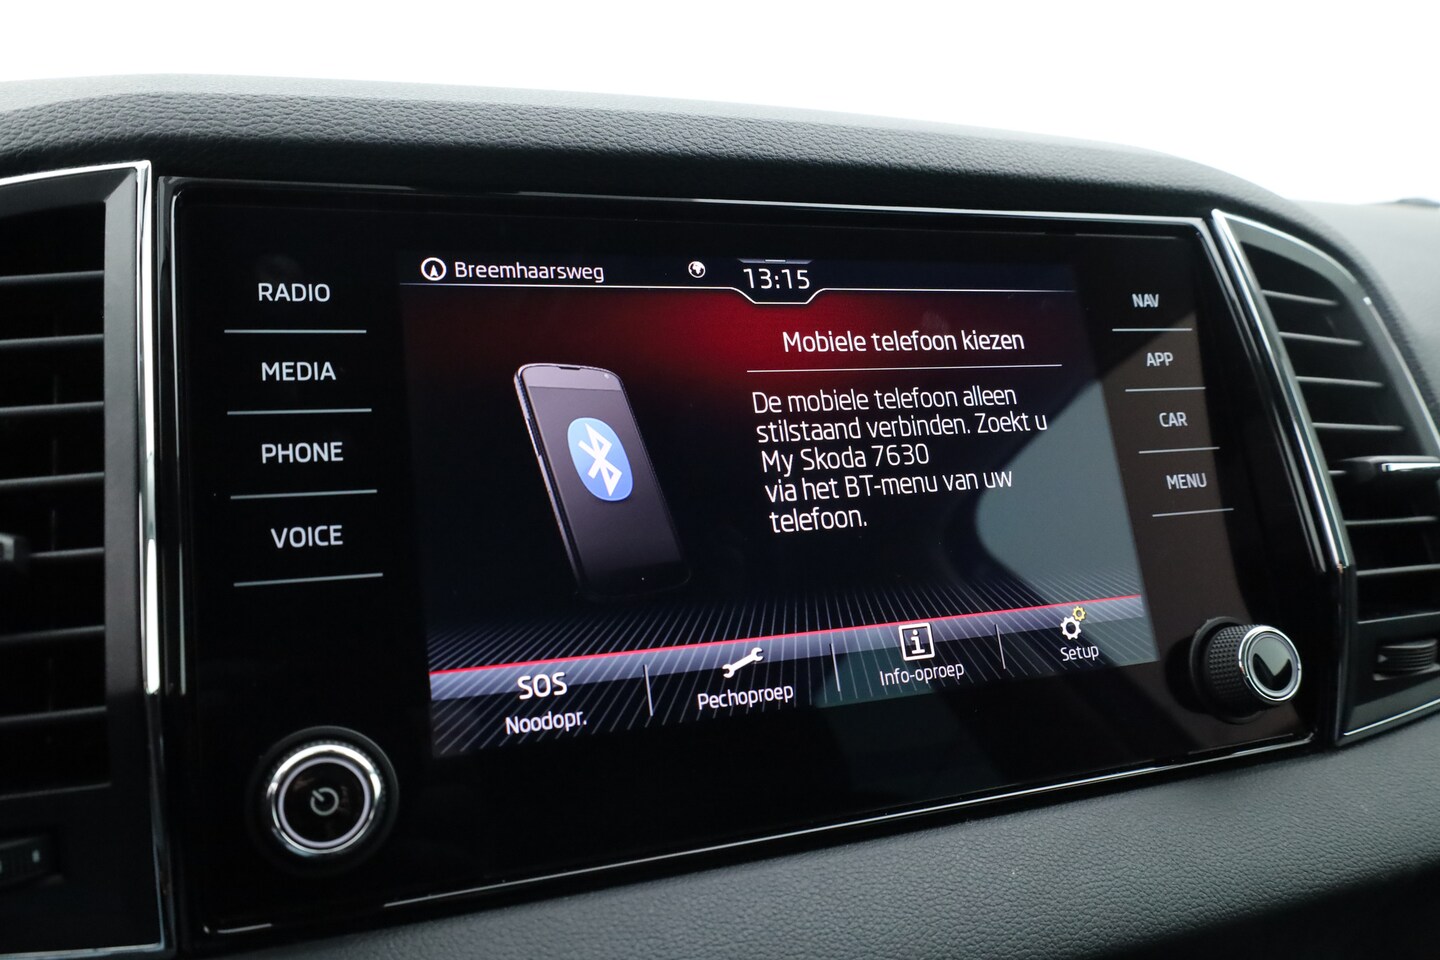 Breemhaarsweg
13:15
RADIO
MEDIA
PHONE
VOICE
Mobiele telefoon kiezen
De mobiele telefoon alleen
stilstaand verbinden. Zoekt u
My Skoda 7630
via het BT-menu van uw
telefoon.
NAV
APP
CAR
MENU
SOS
Noodopr.
Pechoproep
i
Info-oproep
Setup